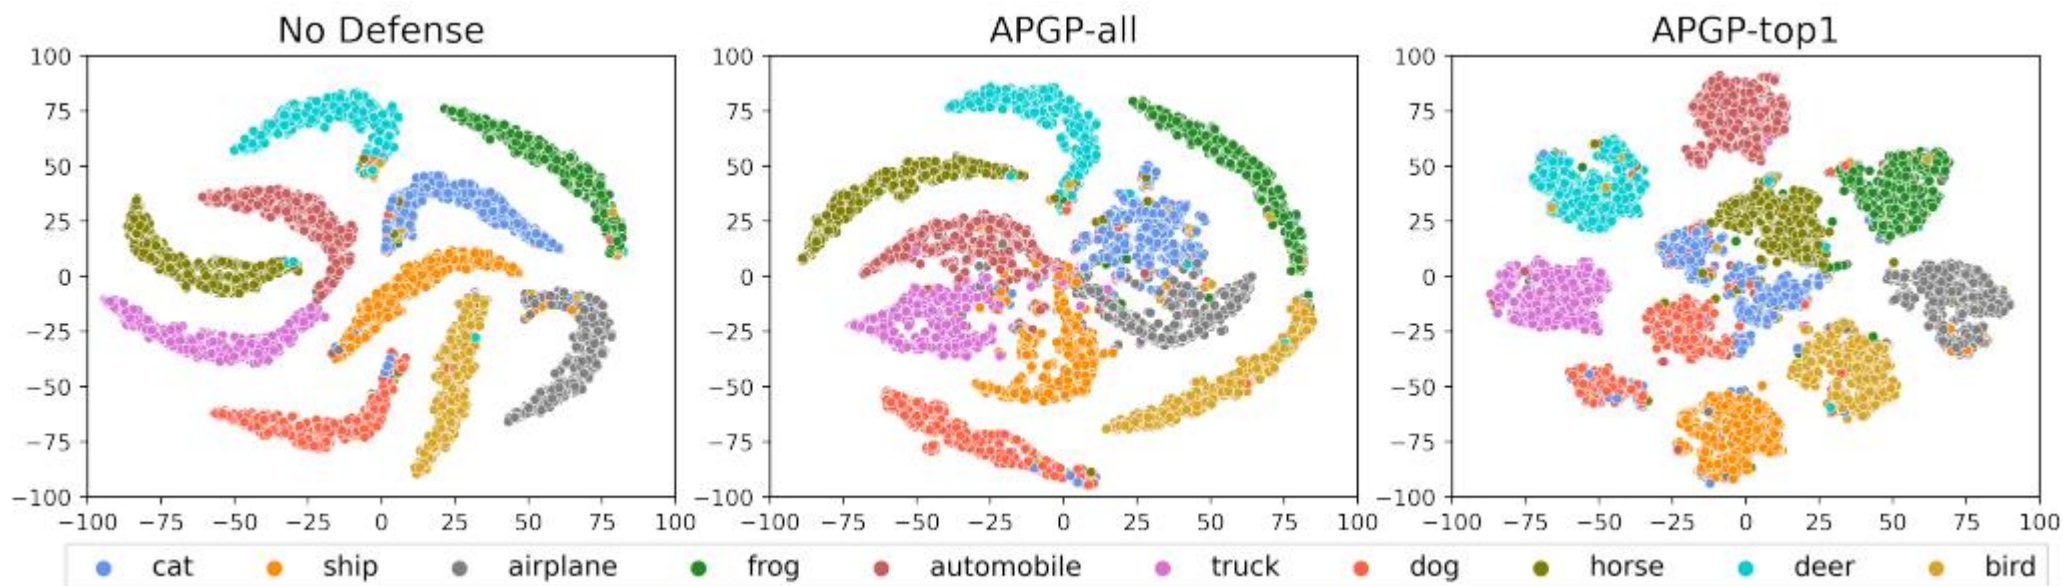 No Defense APGP-all APGP-top1
100 100 100
75 75 75
50 50 50
25 25 25
0 0 0
−25 −25 −25
−50 −50 −50
−75 −75 −75
−100 −100 −100
−100 −75 −50 −25 0 25 50 75 100 −100 −75 −50 −25 0 25 50 75 100 −100 −75 −50 −25 0 25 50 75 100
cat ship airplane frog automobile truck dog horse deer bird